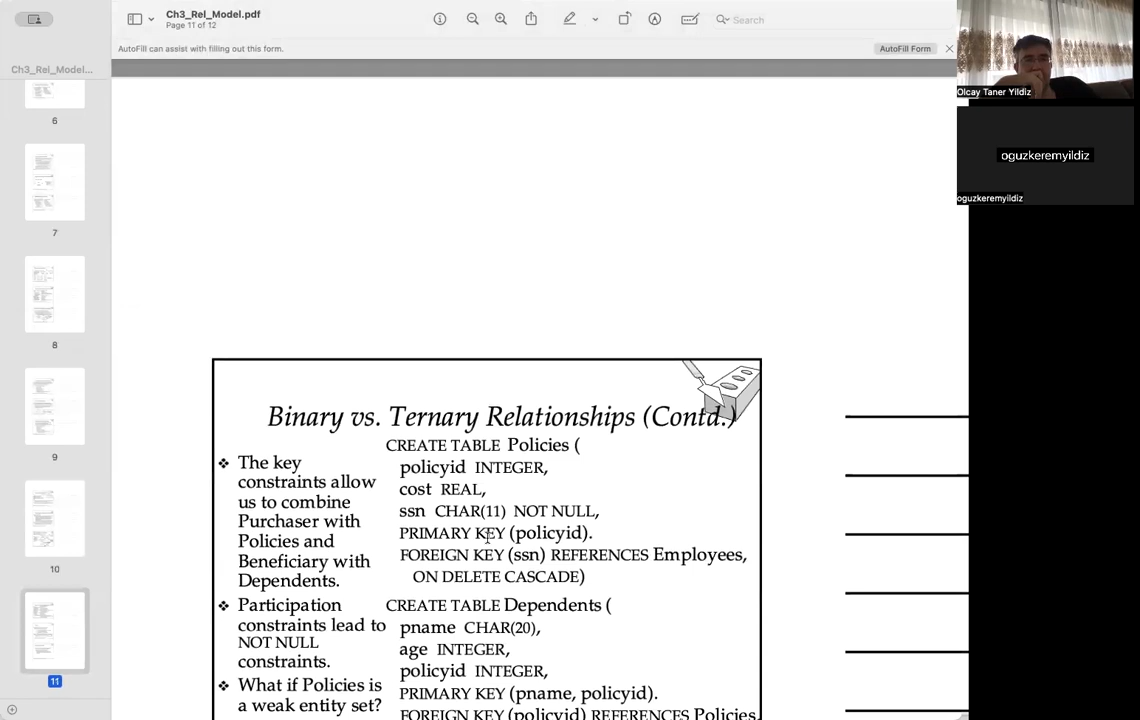 Ch3_Rel_Model.pdf
Page 11 of 12
Search
AutoFill can assist with filling out this form.
AutoFill Form
Ch3_Rel_Model...
6
7
8
9
10
11
Olcay Taner Yildiz
oguzkeremyildiz
oguzkeremyildiz
Binary vs. Ternary Relationships (Contd.)
❖ The key
constraints allow
us to combine
Purchaser with
Policies and
Beneficiary with
Dependents.
❖ Participation
constraints lead to
NOT NULL
constraints.
❖ What if Policies is
a weak entity set?
CREATE TABLE Policies (
policyid INTEGER,
cost REAL,
ssn CHAR(11) NOT NULL,
PRIMARY KEY (policyid).
FOREIGN KEY (ssn) REFERENCES Employees,
ON DELETE CASCADE)
CREATE TABLE Dependents (
pname CHAR(20),
age INTEGER,
policyid INTEGER,
PRIMARY KEY (pname, policyid).
FOREIGN KEY (policyid) REFERENCES Policies,